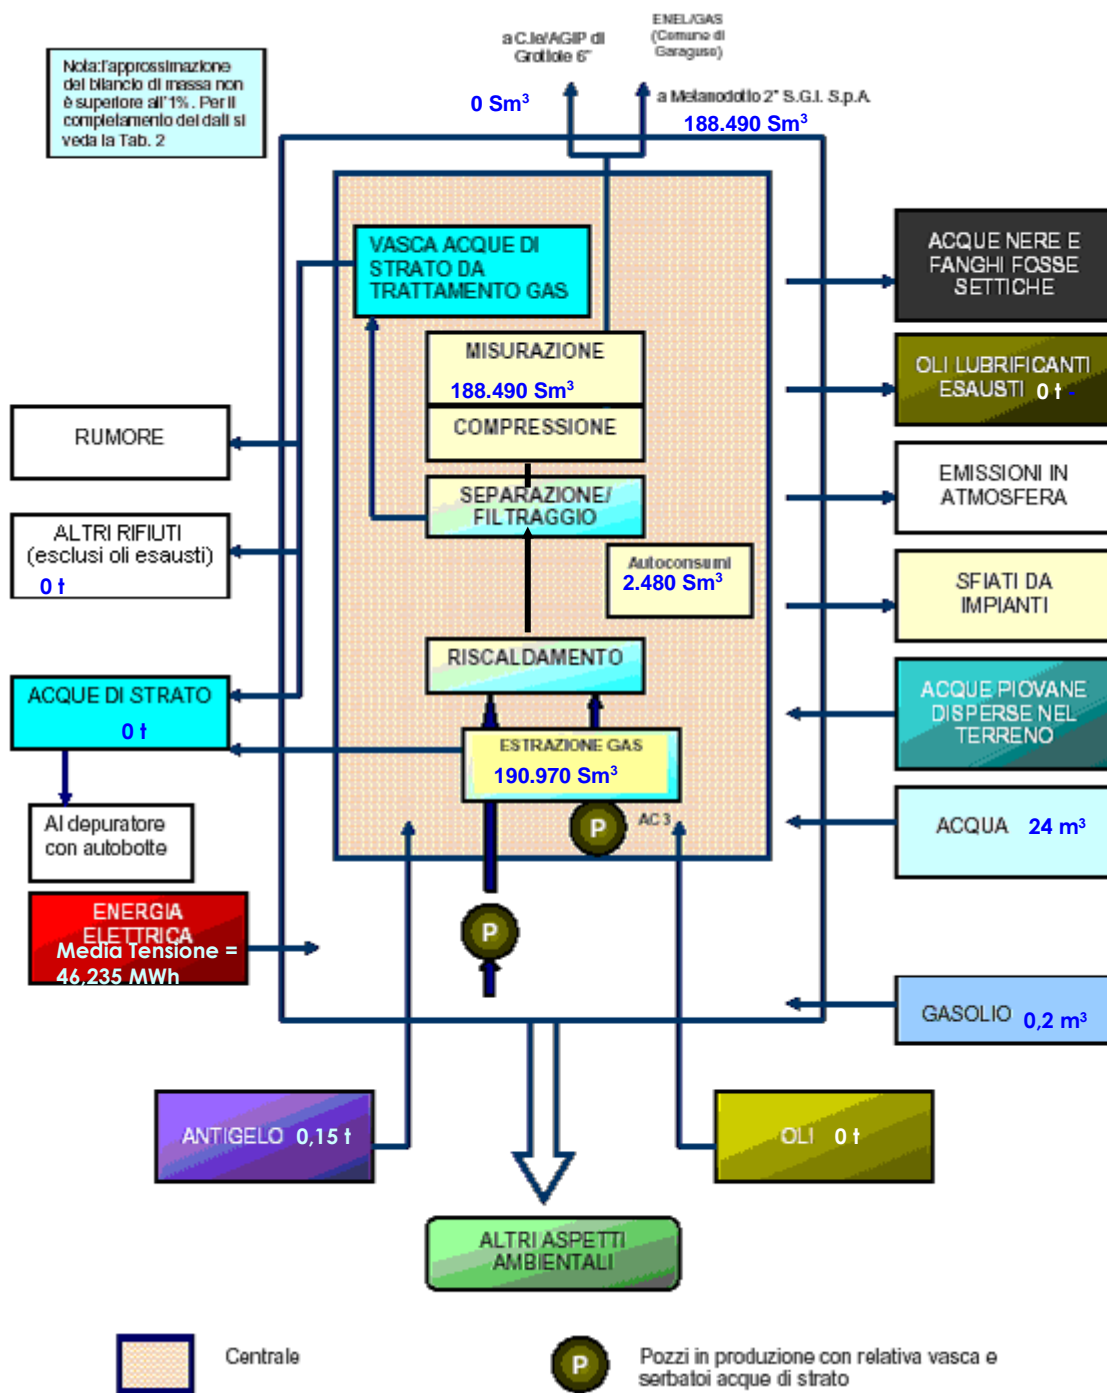 a C.le/AGIP di
Grottole 6"
ENEL/GAS
(Comune di
Garaguso)
Nota:l'approssimazione
del bilancio di massa non
è superiore all'1%. Per il
completamento dei dati si
veda la Tab. 2
0 Sm³
a Metanodotto 2" S.G.I. S.p.A.
188.490 Sm³
VASCA ACQUE DI
STRATO DA
TRATTAMENTO GAS
ACQUE NERE E
FANGHI FOSSE
SETTICHE
MISURAZIONE
188.490 Sm³
COMPRESSIONE
OLI LUBRIFICANTI
ESAUSTI 0 t -
RUMORE
SEPARAZIONE/
FILTRAGGIO
EMISSIONI IN
ATMOSFERA
ALTRI RIFIUTI
(esclusi oli esausti)
0 t
Autoconsumi
2.480 Sm³
SFIATI DA
IMPIANTI
RISCALDAMENTO
ACQUE DI STRATO
0 t
ACQUE PIOVANE
DISPERSE NEL
TERRENO
ESTRAZIONE GAS
190.970 Sm³
P
AC 3
Al depuratore
con autobotte
ACQUA 24 m³
ENERGIA
ELETTRICA
Media Tensione =
46,235 MWh
P
GASOLIO 0,2 m³
ANTIGELO 0,15 t
OLI 0 t
ALTRI ASPETTI
AMBIENTALI
Centrale
P
Pozzi in produzione con relativa vasca e
serbatoi acque di strato